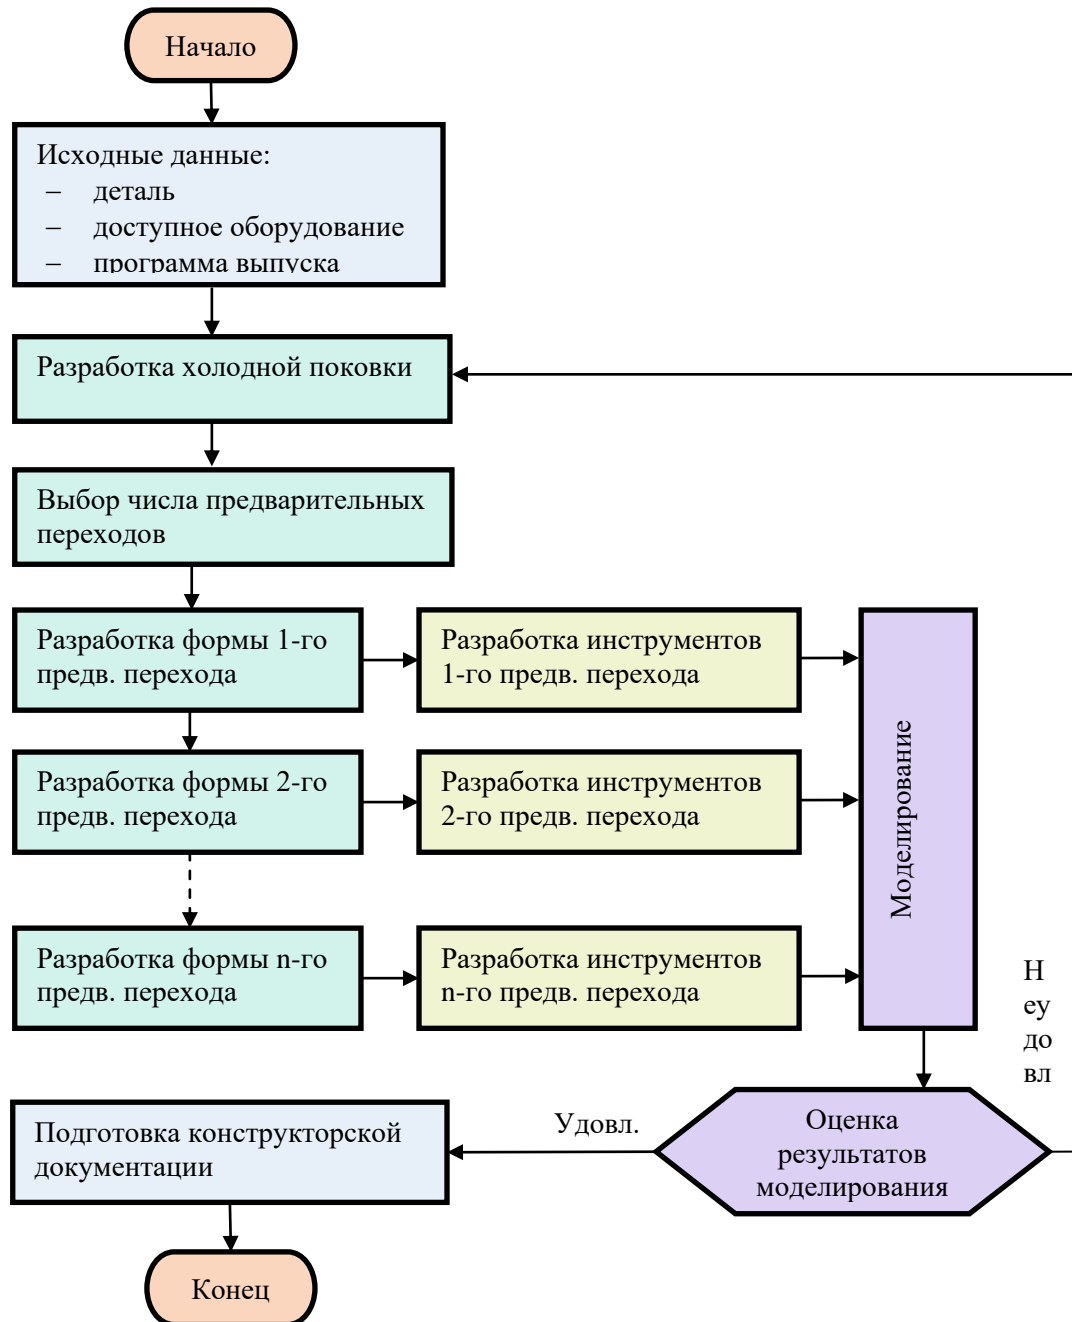 Начало
Исходные данные:
– деталь
– доступное оборудование
– программа выпуска
Разработка холодной поковки
Выбор числа предварительных
переходов
Разработка формы 1-го
предв. перехода
Разработка инструментов
1-го предв. перехода
Разработка формы 2-го
предв. перехода
Разработка инструментов
2-го предв. перехода
Моделирование
Разработка формы n-го
предв. перехода
Разработка инструментов
n-го предв. перехода
Н
еу
до
вл
Удовл.
Оценка
результатов
моделирования
Подготовка конструкторской
документации
Конец